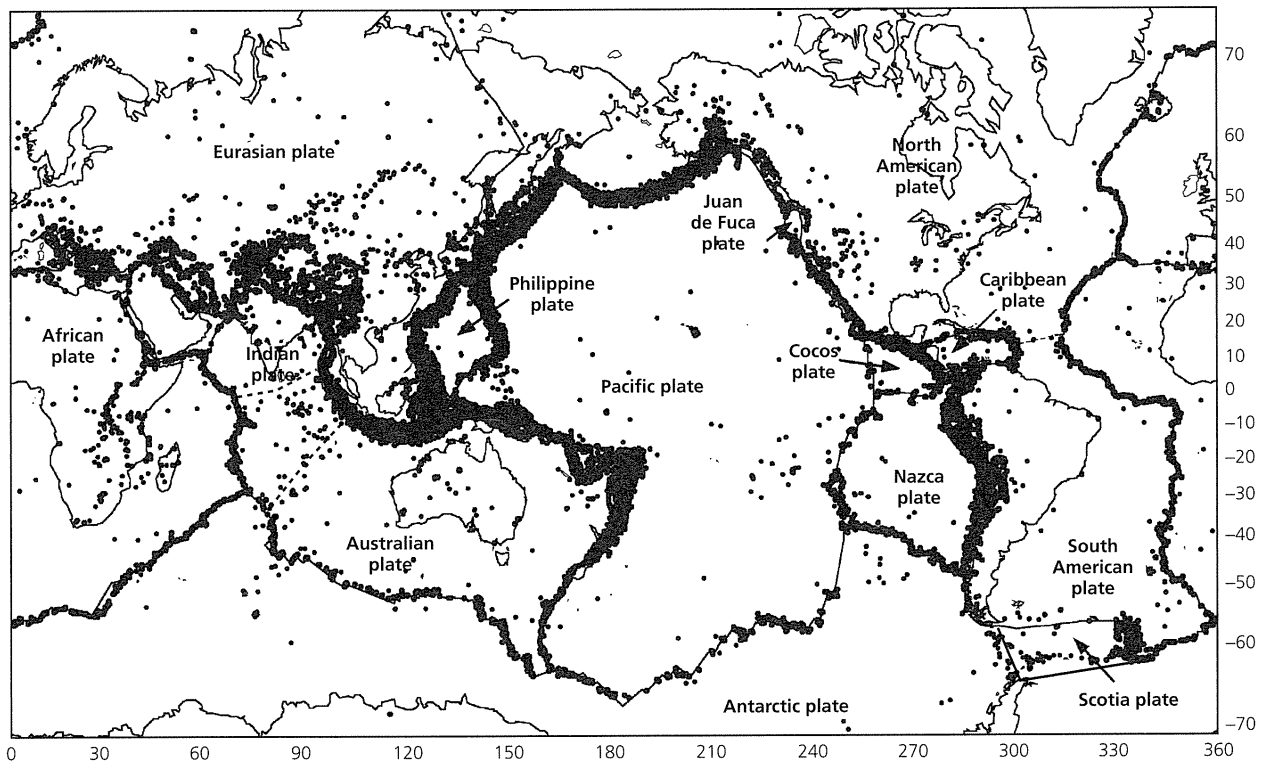 70
60
Eurasian plate
North
American
plate
50
Juan
de Fuca
plate
40
Philippine
plate
Caribbean
plate
30
20
African
plate
Indian
plate
Cocos
plate
10
Pacific plate
0
-10
-20
Nazca
plate
-30
-40
Australian
plate
South
American
plate
-50
-60
Scotia plate
Antarctic plate
-70
0 30 60 90 120 150 180 210 240 270 300 330 360